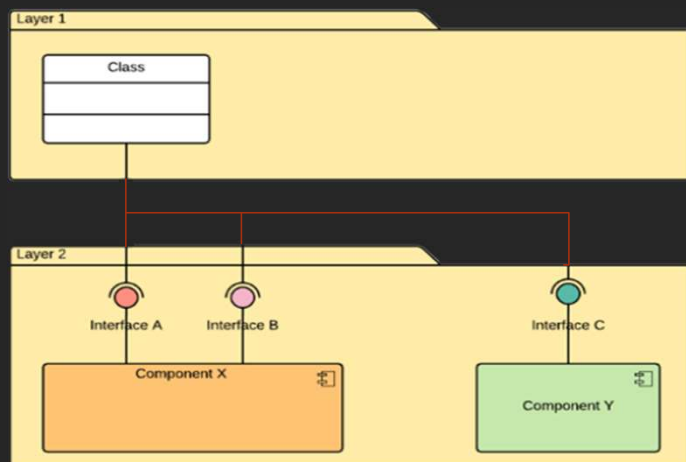 Layer 1
Class
Layer 2
Interface A
Interface B
Interface C
Component X
Component Y